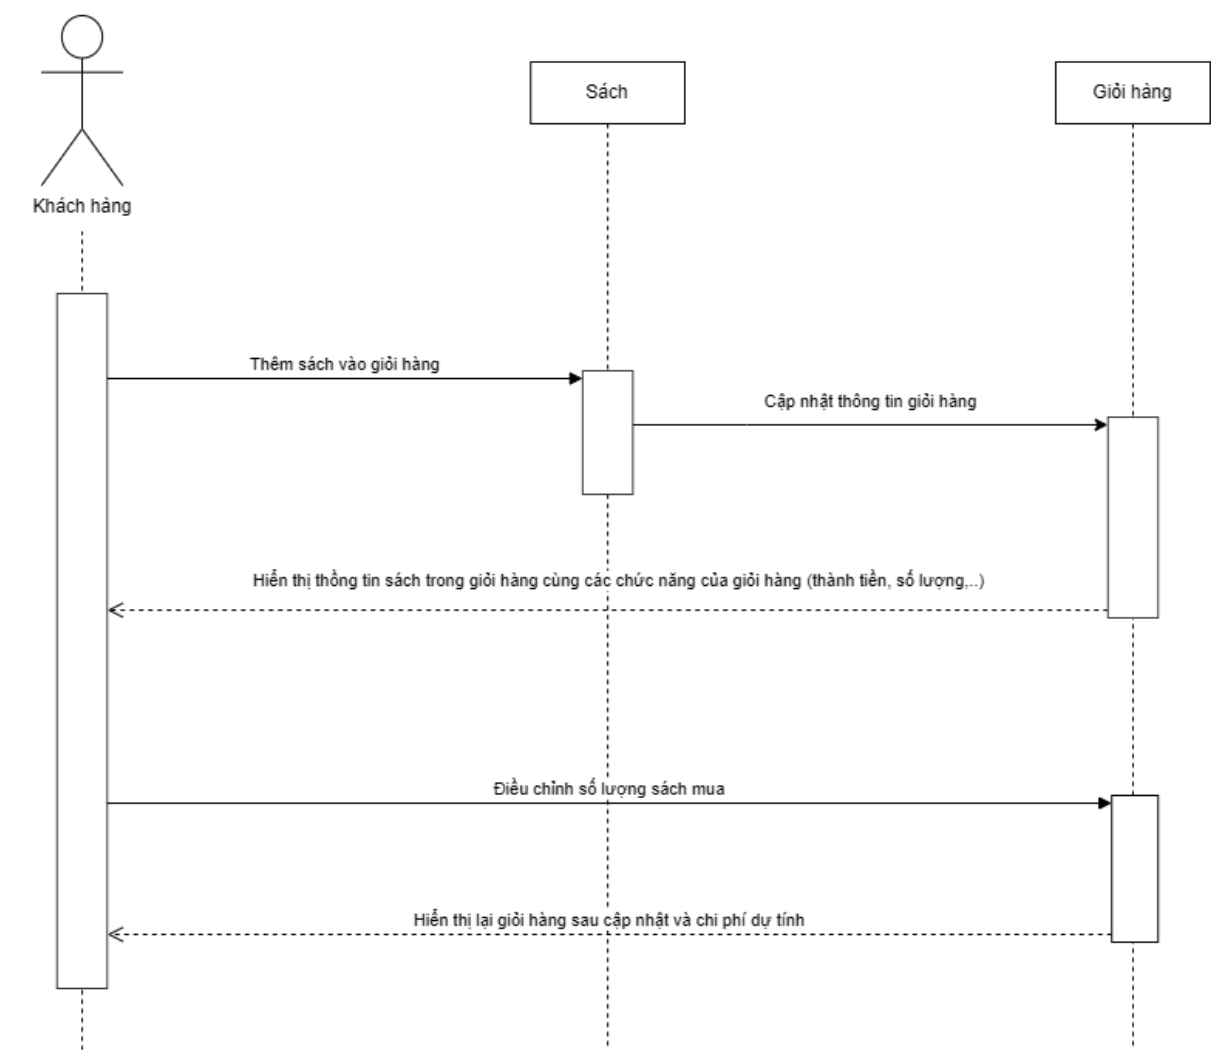 Sách
Giỏi hàng
Khách hàng
Thêm sách vào giỏi hàng
Cập nhật thông tin giỏi hàng
Hiển thị thồng tin sách trong giỏi hàng cùng các chức năng của giỏi hàng (thành tiền, số lượng,..)
Điều chỉnh số lượng sách mua
Hiển thị lại giỏi hàng sau cập nhật và chi phí dự tính